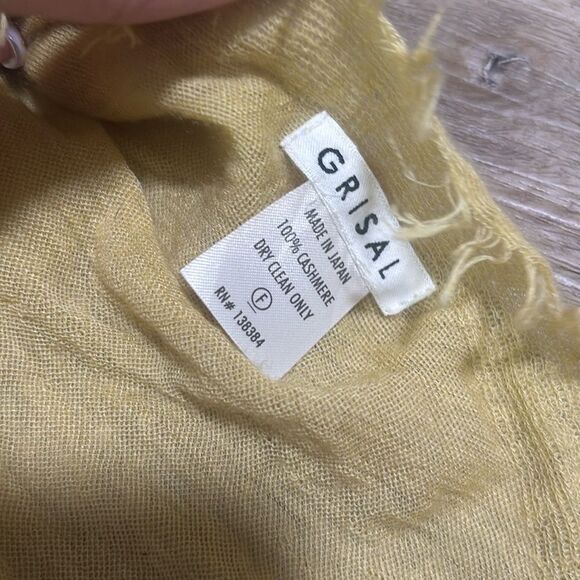 GRISAL
MADE IN JAPAN
100% CASHMERE
DRY CLEAN ONLY
F
RN# 138384